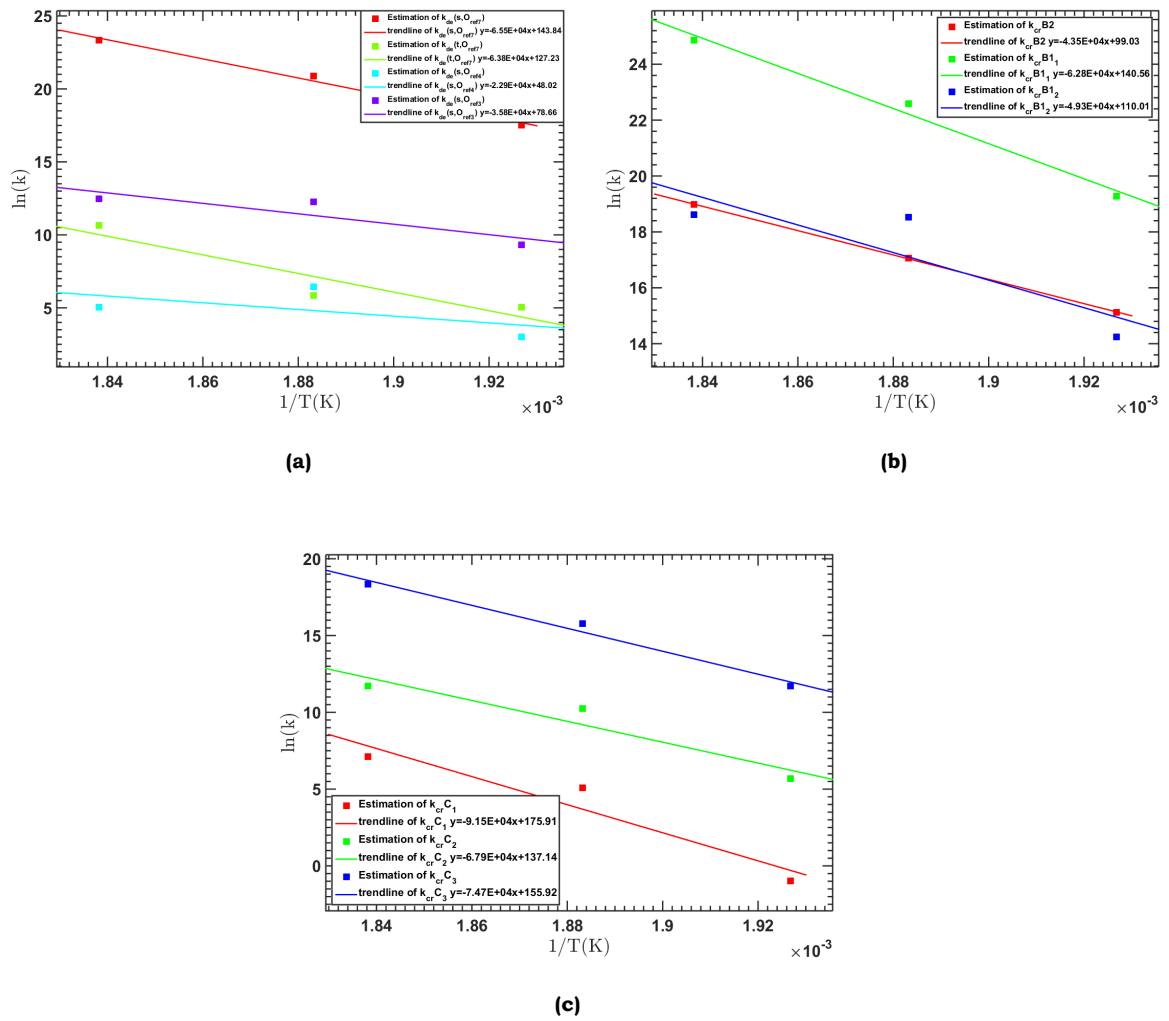 Estimation of k_de(s,O_ref7)
trendline of k_de(s,O_ref7) y=-6.55E+04x+143.84
Estimation of k_de(t,O_ref7)
trendline of k_de(t,O_ref7) y=-6.38E+04x+127.23
Estimation of k_de(s,O_ref4)
trendline of k_de(s,O_ref4) y=-2.29E+04x+48.02
Estimation of k_de(s,O_ref3)
trendline of k_de(s,O_ref3) y=-3.58E+04x+78.66
25
20
15
10
5
ln(k)
1.84
1.86
1.88
1.9
1.92
1/T(K)
×10⁻³
(a)
Estimation of k_crB2
trendline of k_crB2 y=-4.35E+04x+99.03
Estimation of k_crB1_1
trendline of k_crB1_1 y=-6.28E+04x+140.56
Estimation of k_crB1_2
trendline of k_crB1_2 y=-4.93E+04x+110.01
24
22
20
18
16
14
ln(k)
1.84
1.86
1.88
1.9
1.92
1/T(K)
×10⁻³
(b)
20
15
10
5
0
ln(k)
Estimation of k_crC_1
trendline of k_crC_1 y=-9.15E+04x+175.91
Estimation of k_crC_2
trendline of k_crC_2 y=-6.79E+04x+137.14
Estimation of k_crC_3
trendline of k_crC_3 y=-7.47E+04x+155.92
1.84
1.86
1.88
1.9
1.92
1/T(K)
×10⁻³
(c)